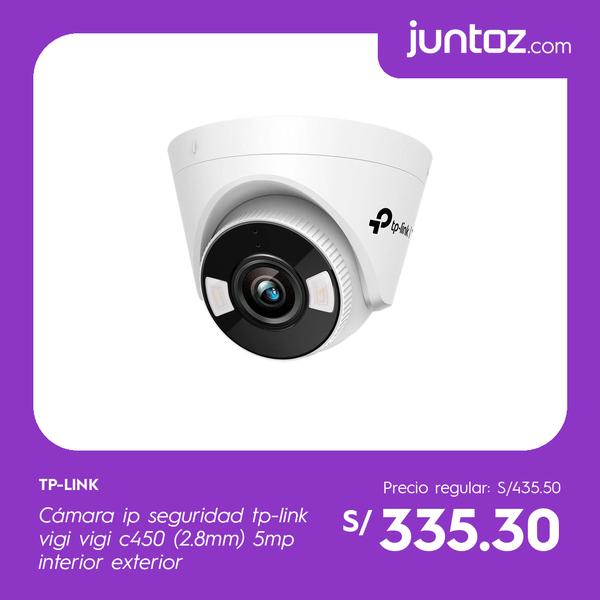 juntoz.com
tp-link
TP-LINK
Cámara ip seguridad tp-link
vigi vigi c450 (2.8mm) 5mp
interior exterior
Precio regular: S/435.50
S/ 335.30